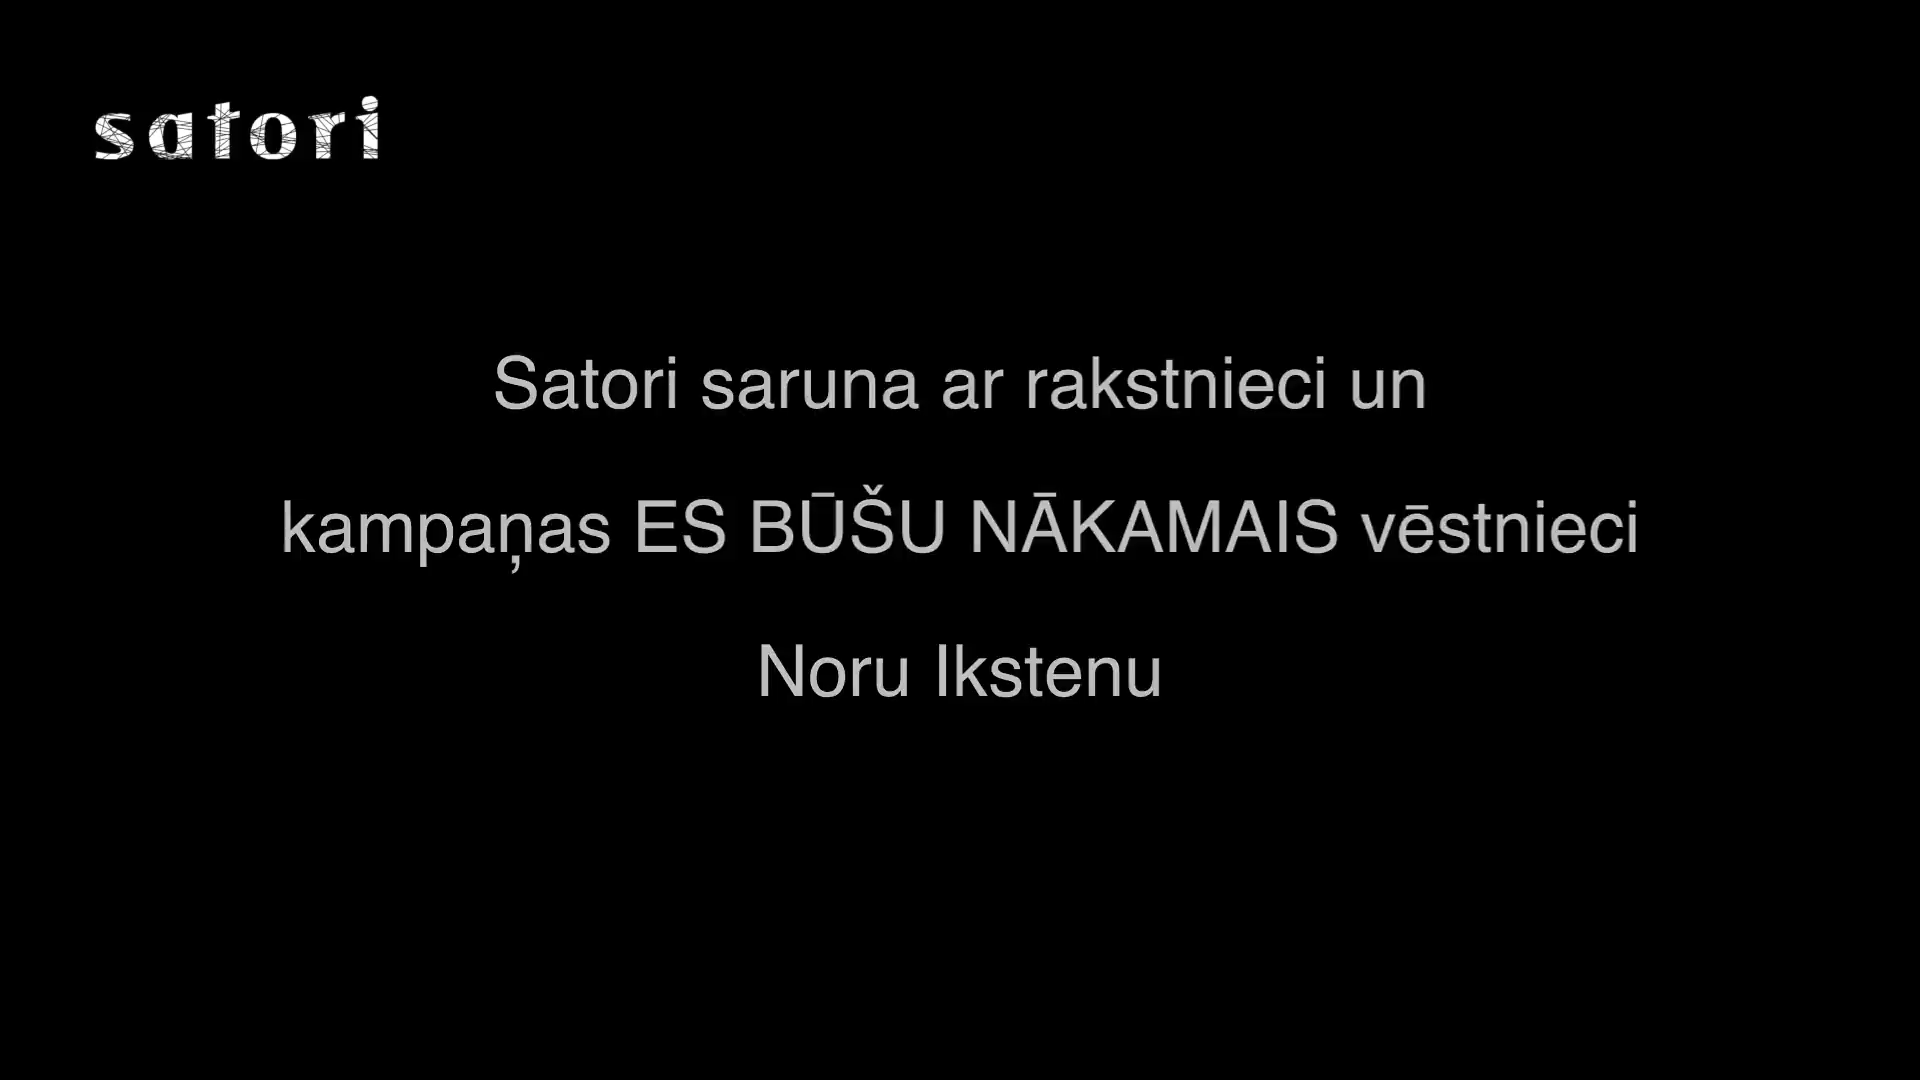 satori
Satori saruna ar rakstnieci un
kampaņas ES BŪŠU NĀKAMAIS vēstnieci
Noru Ikstenu